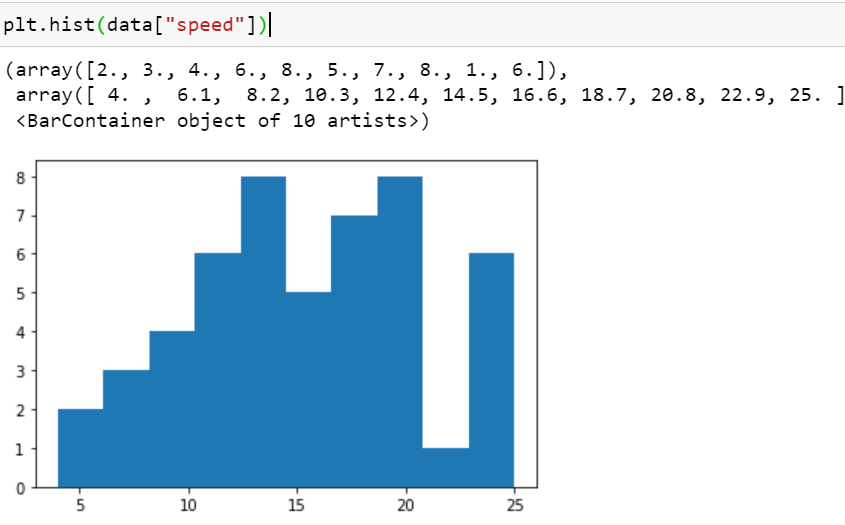 plt.hist(data["speed"])
(array([2., 3., 4., 6., 8., 5., 7., 8., 1., 6.]),
array([ 4. ,  6.1,  8.2, 10.3, 12.4, 14.5, 16.6, 18.7, 20.8, 22.9, 25. ]
<BarContainer object of 10 artists>)
8
7
6
5
4
3
2
1
0
5 10 15 20 25